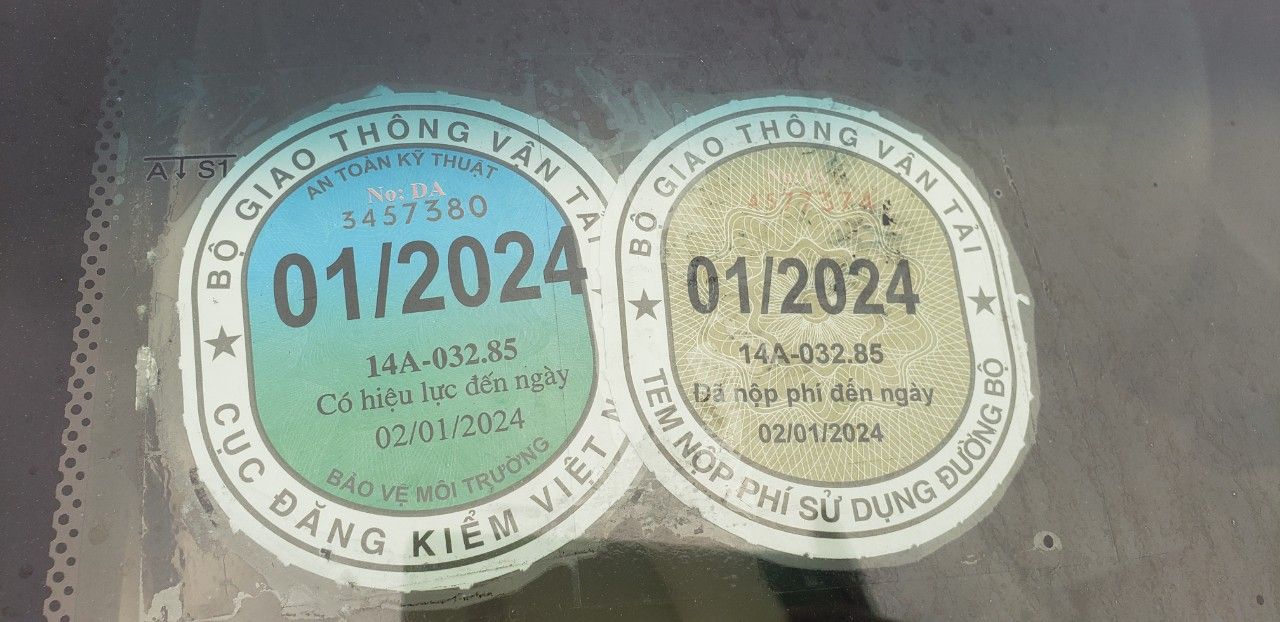 A↓ S1
BỘ GIAO THÔNG VẬN TẢI
AN TOÀN KỸ THUẬT
No: DA
3457380
01/2024
14A-032.85
Có hiệu lực đến ngày
02/01/2024
BẢO VỆ MÔI TRƯỜNG
★ CỤC ĐĂNG KIỂM VIỆT N
BỘ GIAO THÔNG VẬN TẢI
No:
4577374
01/2024
14A-032.85
Đã nộp phí đến ngày
02/01/2024
★ TEM NỘP PHÍ SỬ DỤNG ĐƯỜNG BỘ ★